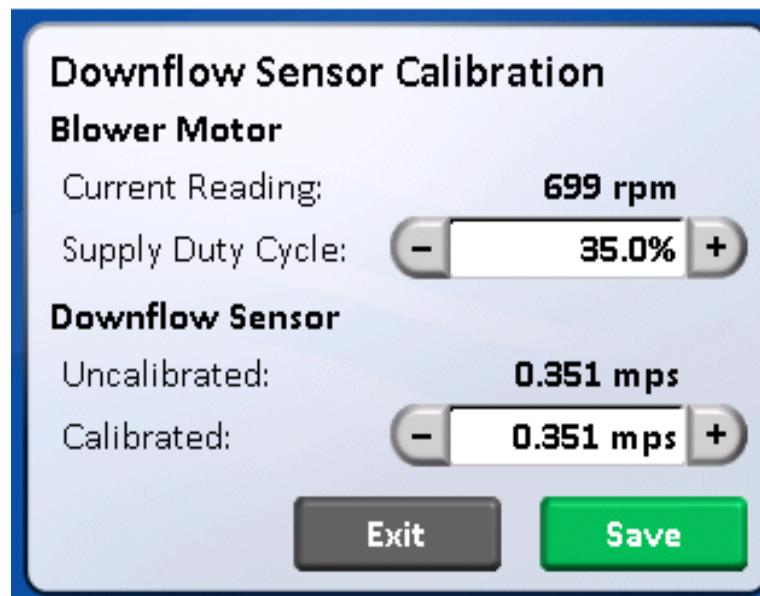 Downflow Sensor Calibration
Blower Motor
Current Reading: 699 rpm
Supply Duty Cycle: − 35.0% +
Downflow Sensor
Uncalibrated: 0.351 mps
Calibrated: − 0.351 mps +
Exit Save